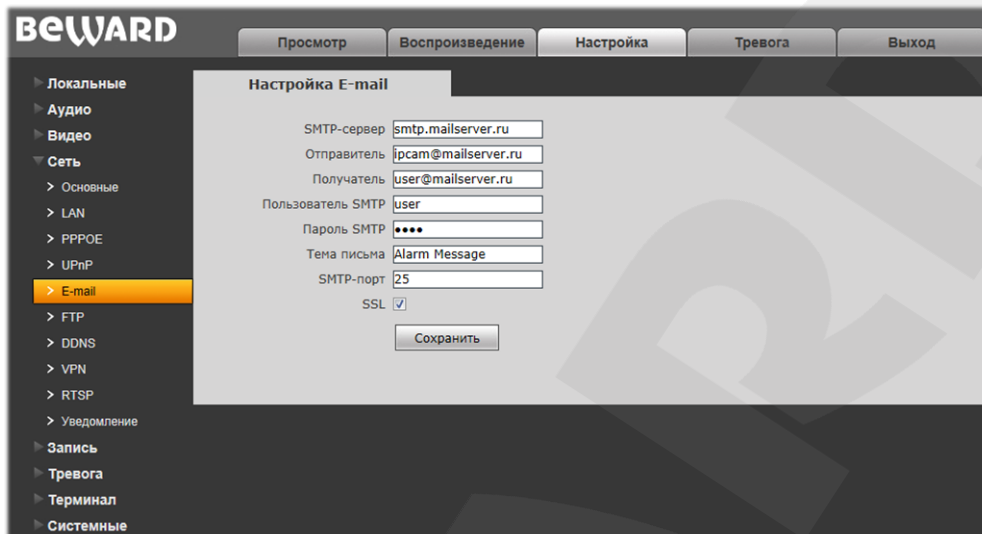 BEWARD
Просмотр Воспроизведение Настройка Тревога Выход
Локальные
Аудио
Видео
Сеть
> Основные
> LAN
> PPPOE
> UPnP
> E-mail
> FTP
> DDNS
> VPN
> RTSP
> Уведомление
Запись
Тревога
Терминал
Системные
Настройка E-mail
SMTP-сервер smtp.mailserver.ru
Отправитель ipcam@mailserver.ru
Получатель user@mailserver.ru
Пользователь SMTP user
Пароль SMTP ••••
Тема письма Alarm Message
SMTP-порт 25
SSL
Сохранить